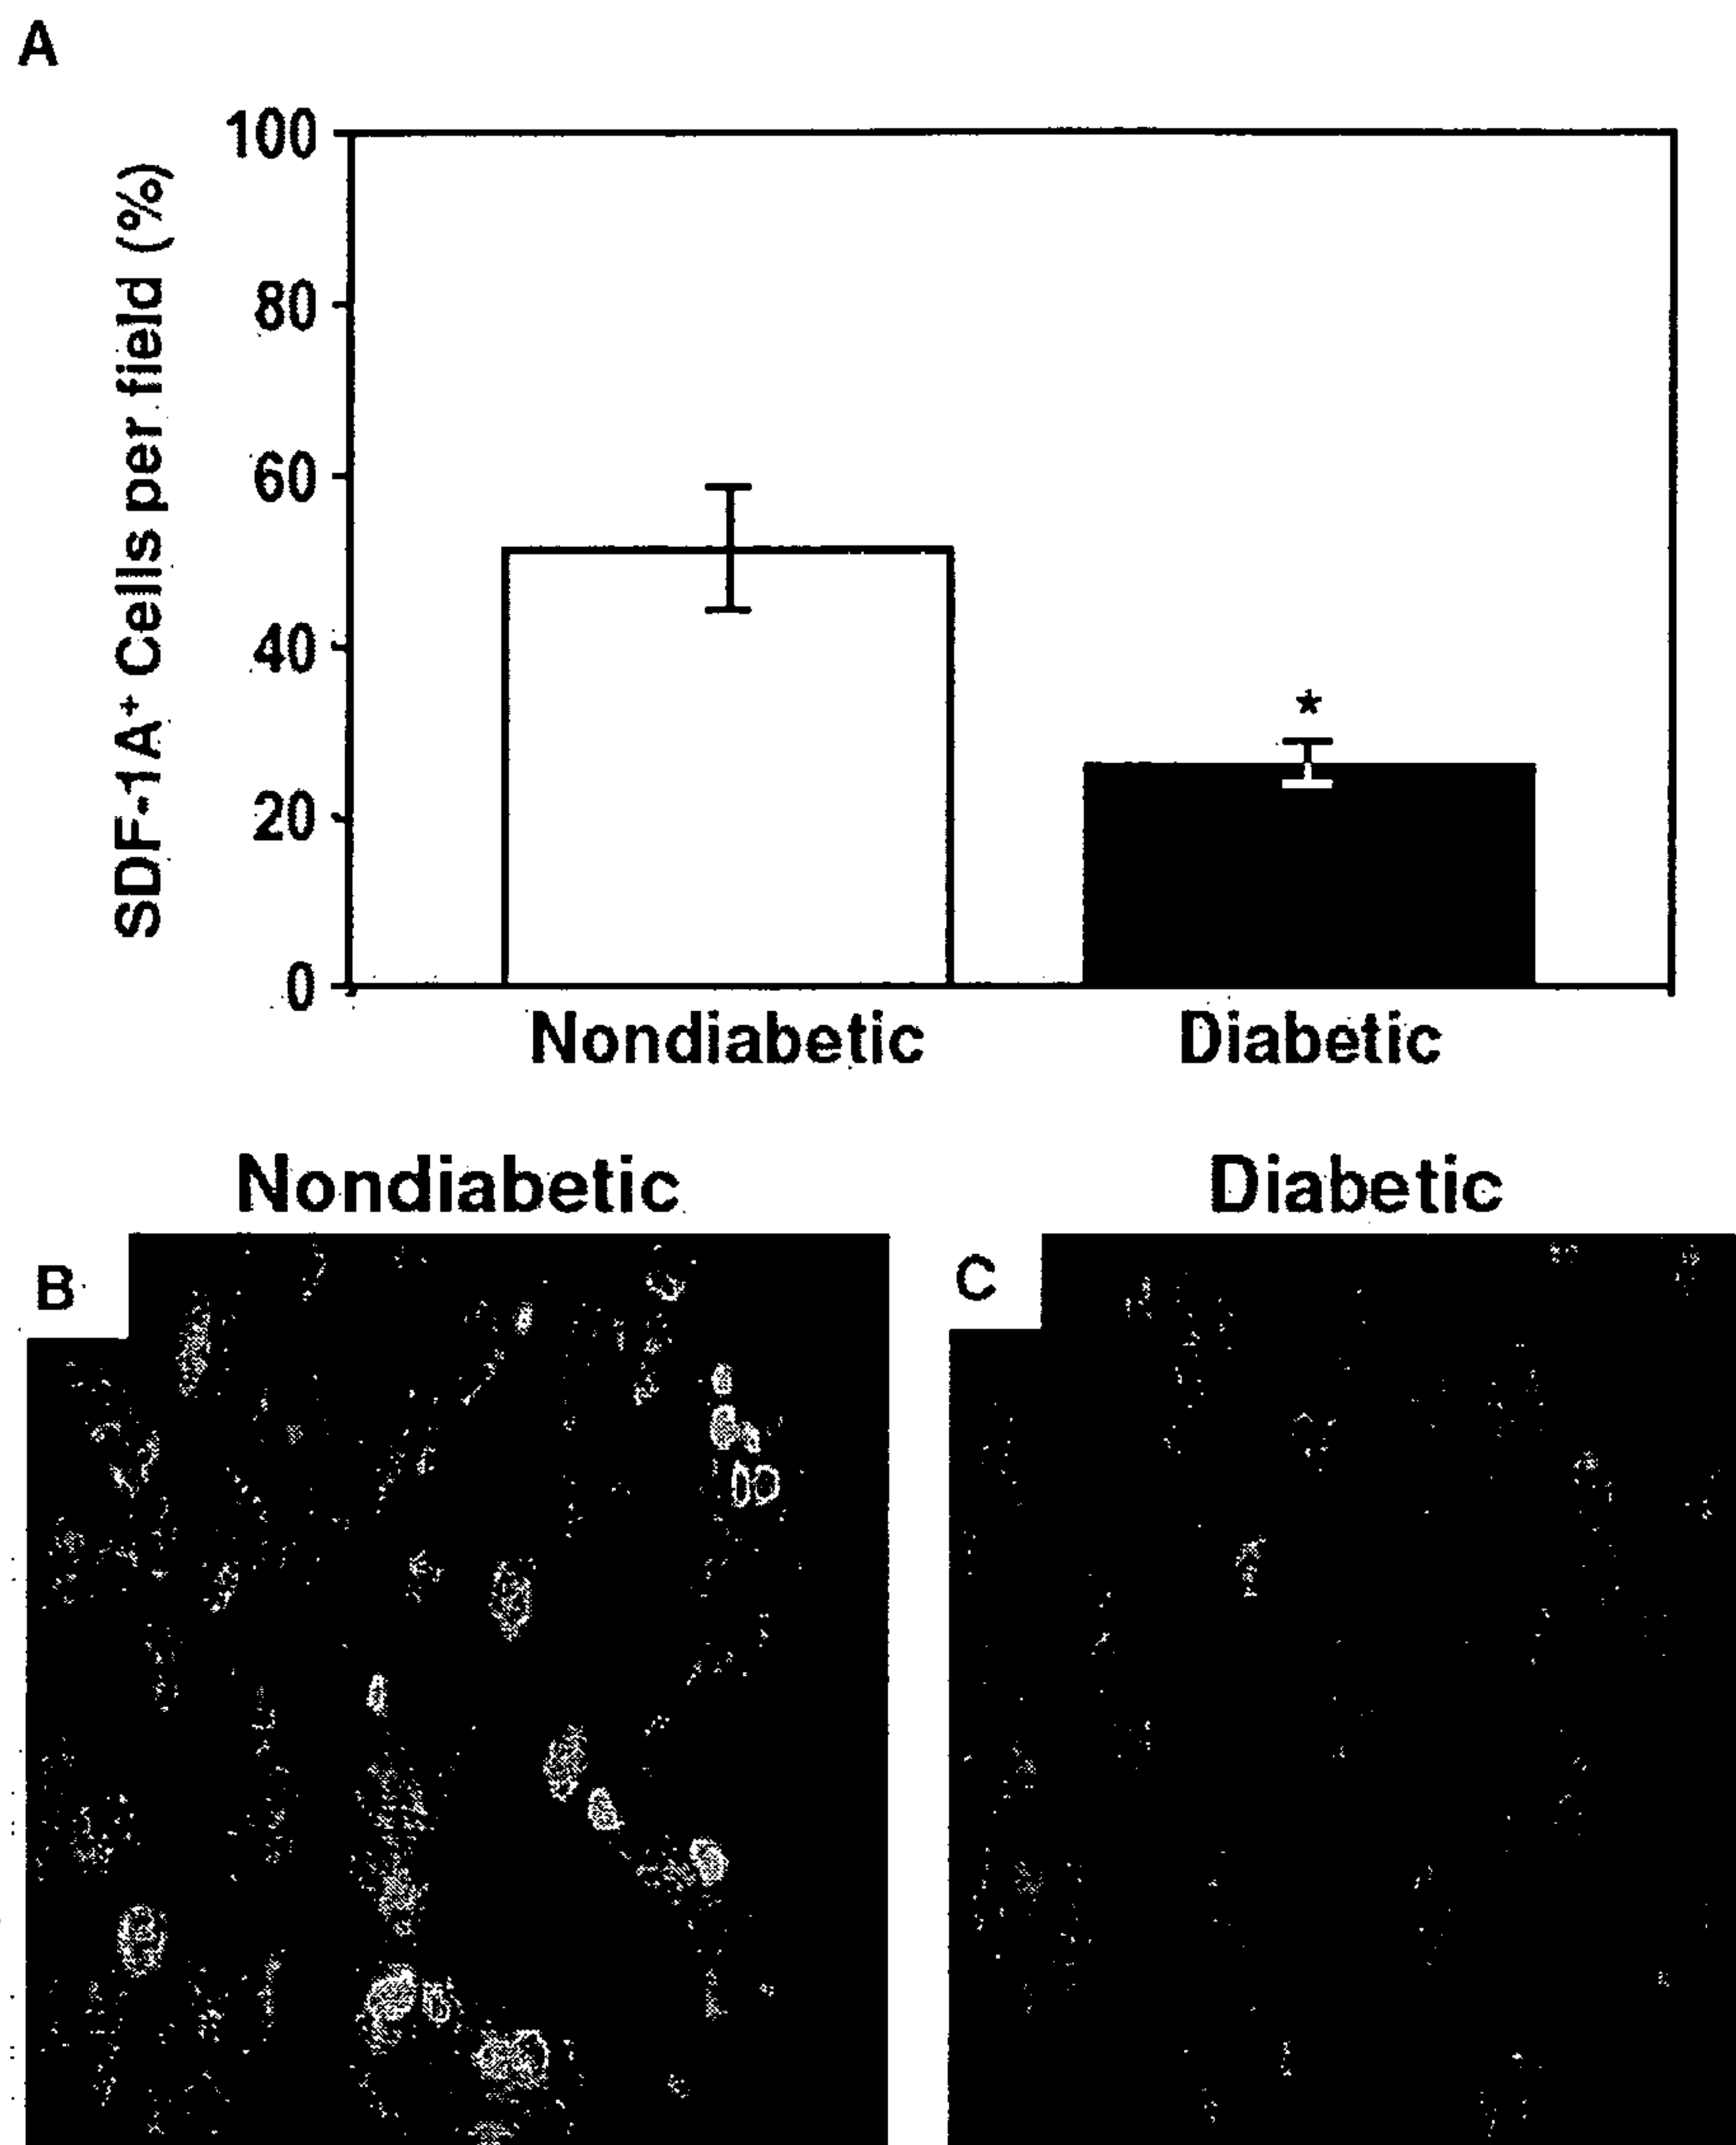 A
SDF-1A+ Cells per field (%)
100
80
60
40
20
0
*
Nondiabetic
Diabetic
Nondiabetic
Diabetic
B
C